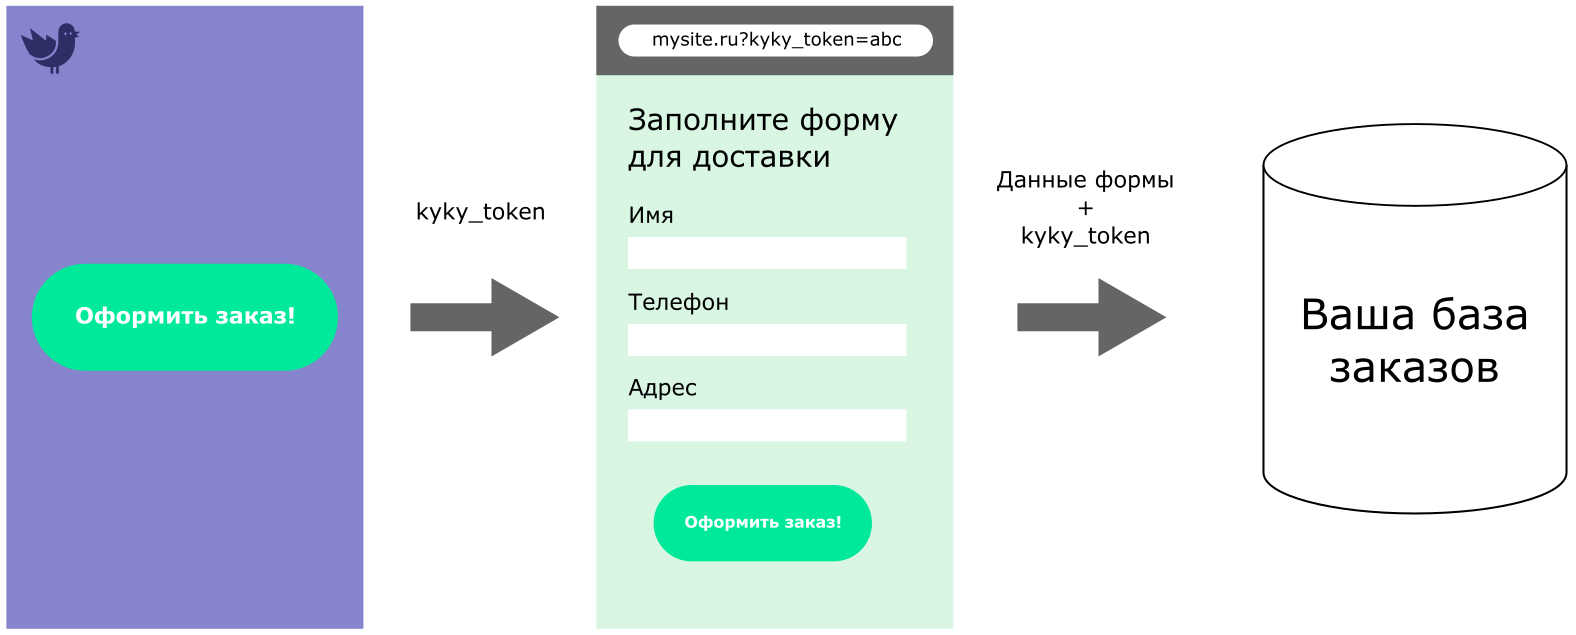 Оформить заказ!
kyky_token
mysite.ru?kyky_token=abc
Заполните форму
для доставки
Имя
Телефон
Адрес
Оформить заказ!
Данные формы
+
kyky_token
Ваша база
заказов